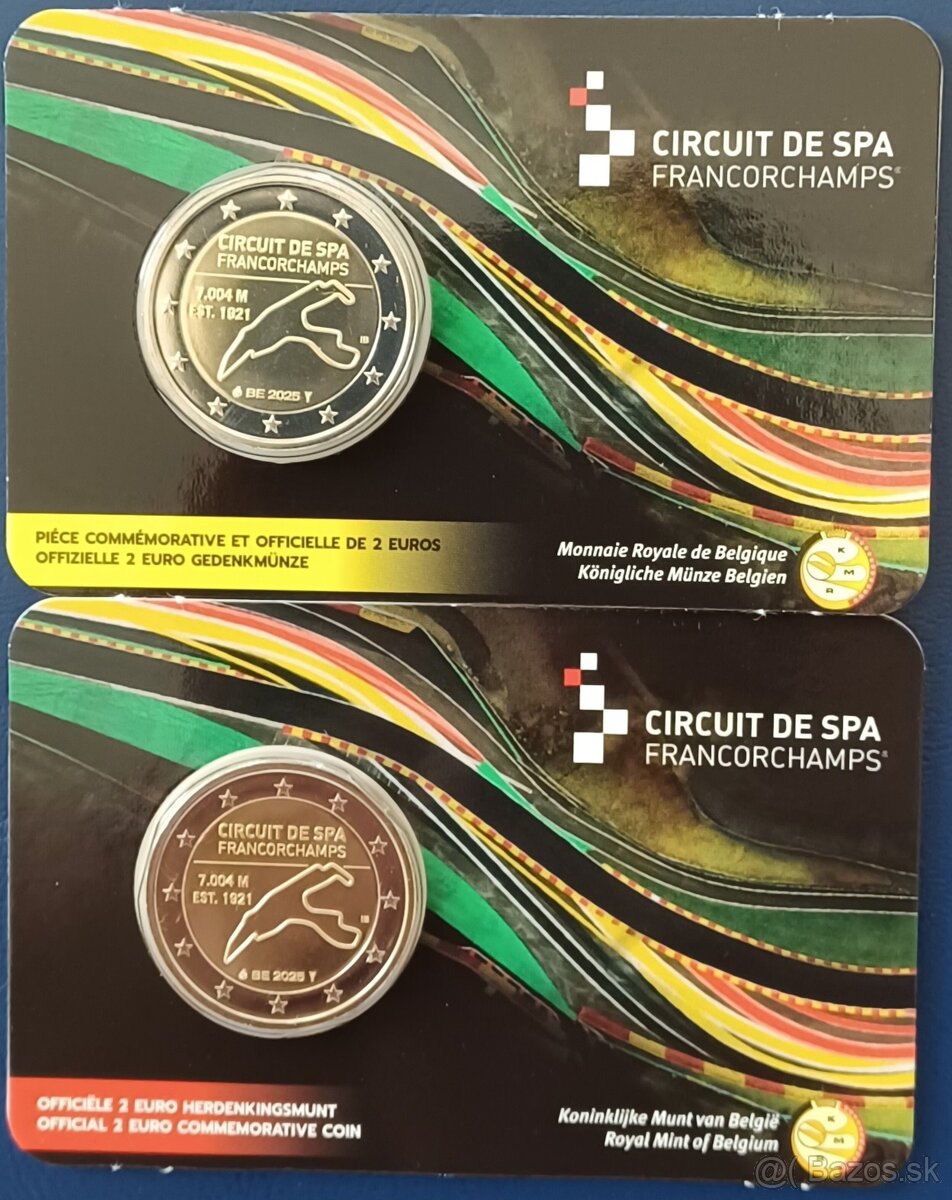 CIRCUIT DE SPA
FRANCORCHAMPS
CIRCUIT DE SPA
FRANCORCHAMPS
7.004 M
EST. 1921
IB
BE 2025
PIÉCE COMMÉMORATIVE ET OFFICIELLE DE 2 EUROS
OFFIZIELLE 2 EURO GEDENKMÜNZE
Monnaie Royale de Belgique
Königliche Münze Belgien
K
M
R
CIRCUIT DE SPA
FRANCORCHAMPS
CIRCUIT DE SPA
FRANCORCHAMPS
7.004 M
EST. 1921
IB
BE 2025
OFFICIËLE 2 EURO HERDENKINGSMUNT
OFFICIAL 2 EURO COMMEMORATIVE COIN
Koninklijke Munt van België
Royal Mint of Belgium
K
M
Bazos.sk